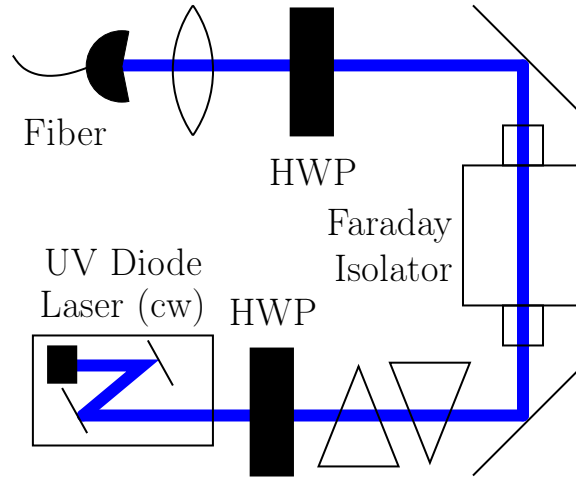 Fiber
HWP
Faraday
Isolator
UV Diode
Laser (cw)
HWP